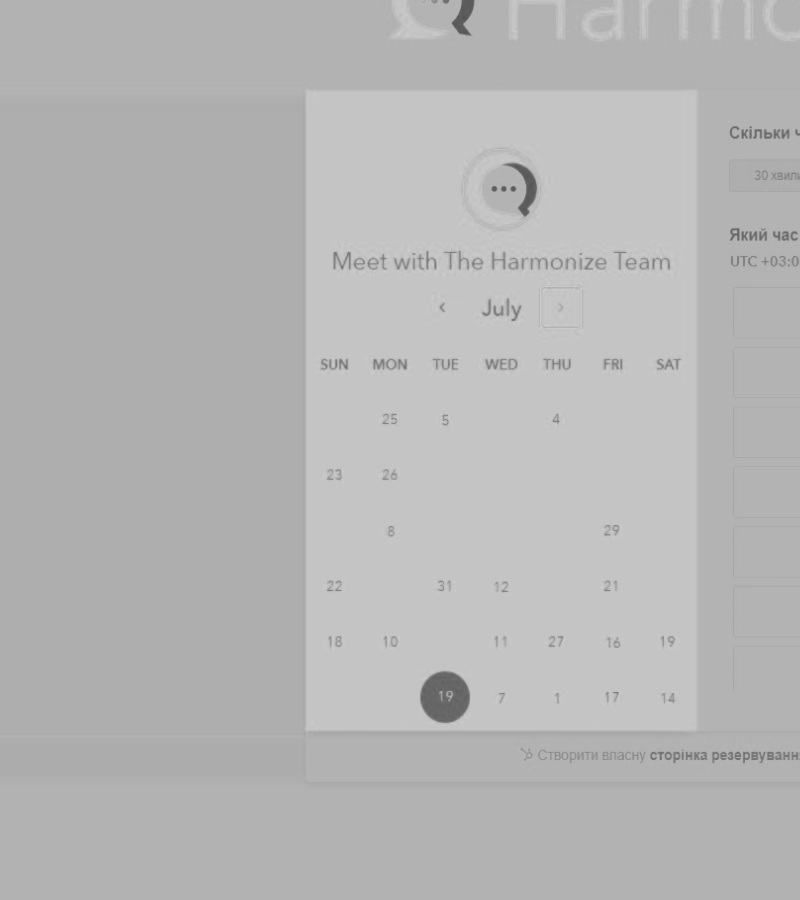 Harmo
Meet with The Harmonize Team
July
SUN MON TUE WED THU FRI SAT
25 5 4
23 26
8 29
22 31 12 21
18 10 11 27 16 19
19 7 1 17 14
Скільки ч
30 хвили
Який час
UTC +03:0
Створити власну сторінка резервуванн